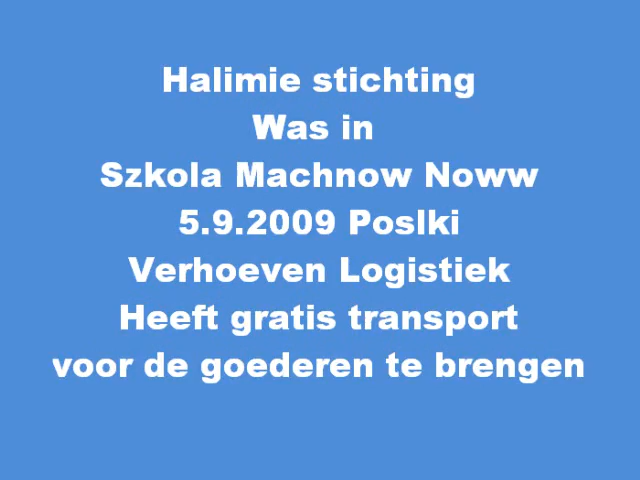 Halimie stichting
Was in
Szkola Machnow Noww
5.9.2009 Poslki
Verhoeven Logistiek
Heeft gratis transport
voor de goederen te brengen